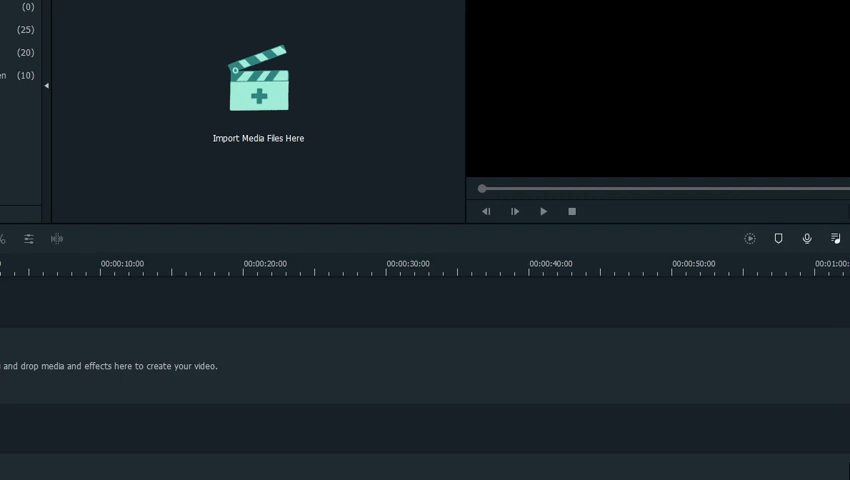 (0)
(25)
(20)
en (10)
Import Media Files Here
00:00:10:00 00:00:20:00 00:00:30:00 00:00:40:00 00:00:50:00 00:01:00:
and drop media and effects here to create your video.